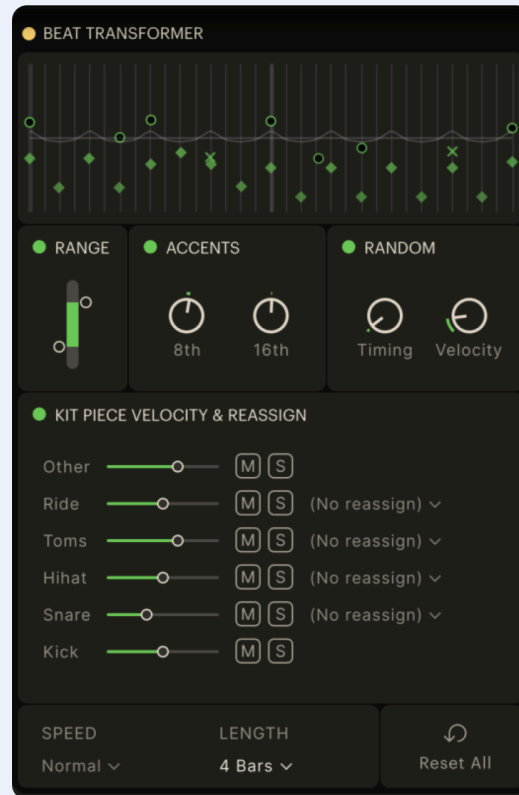 BEAT TRANSFORMER
RANGE
ACCENTS
RANDOM
8th
16th
Timing
Velocity
KIT PIECE VELOCITY & REASSIGN
Other M S
Ride M S (No reassign)
Toms M S (No reassign)
Hihat M S (No reassign)
Snare M S (No reassign)
Kick M S
SPEED
LENGTH
Normal
4 Bars
Reset All